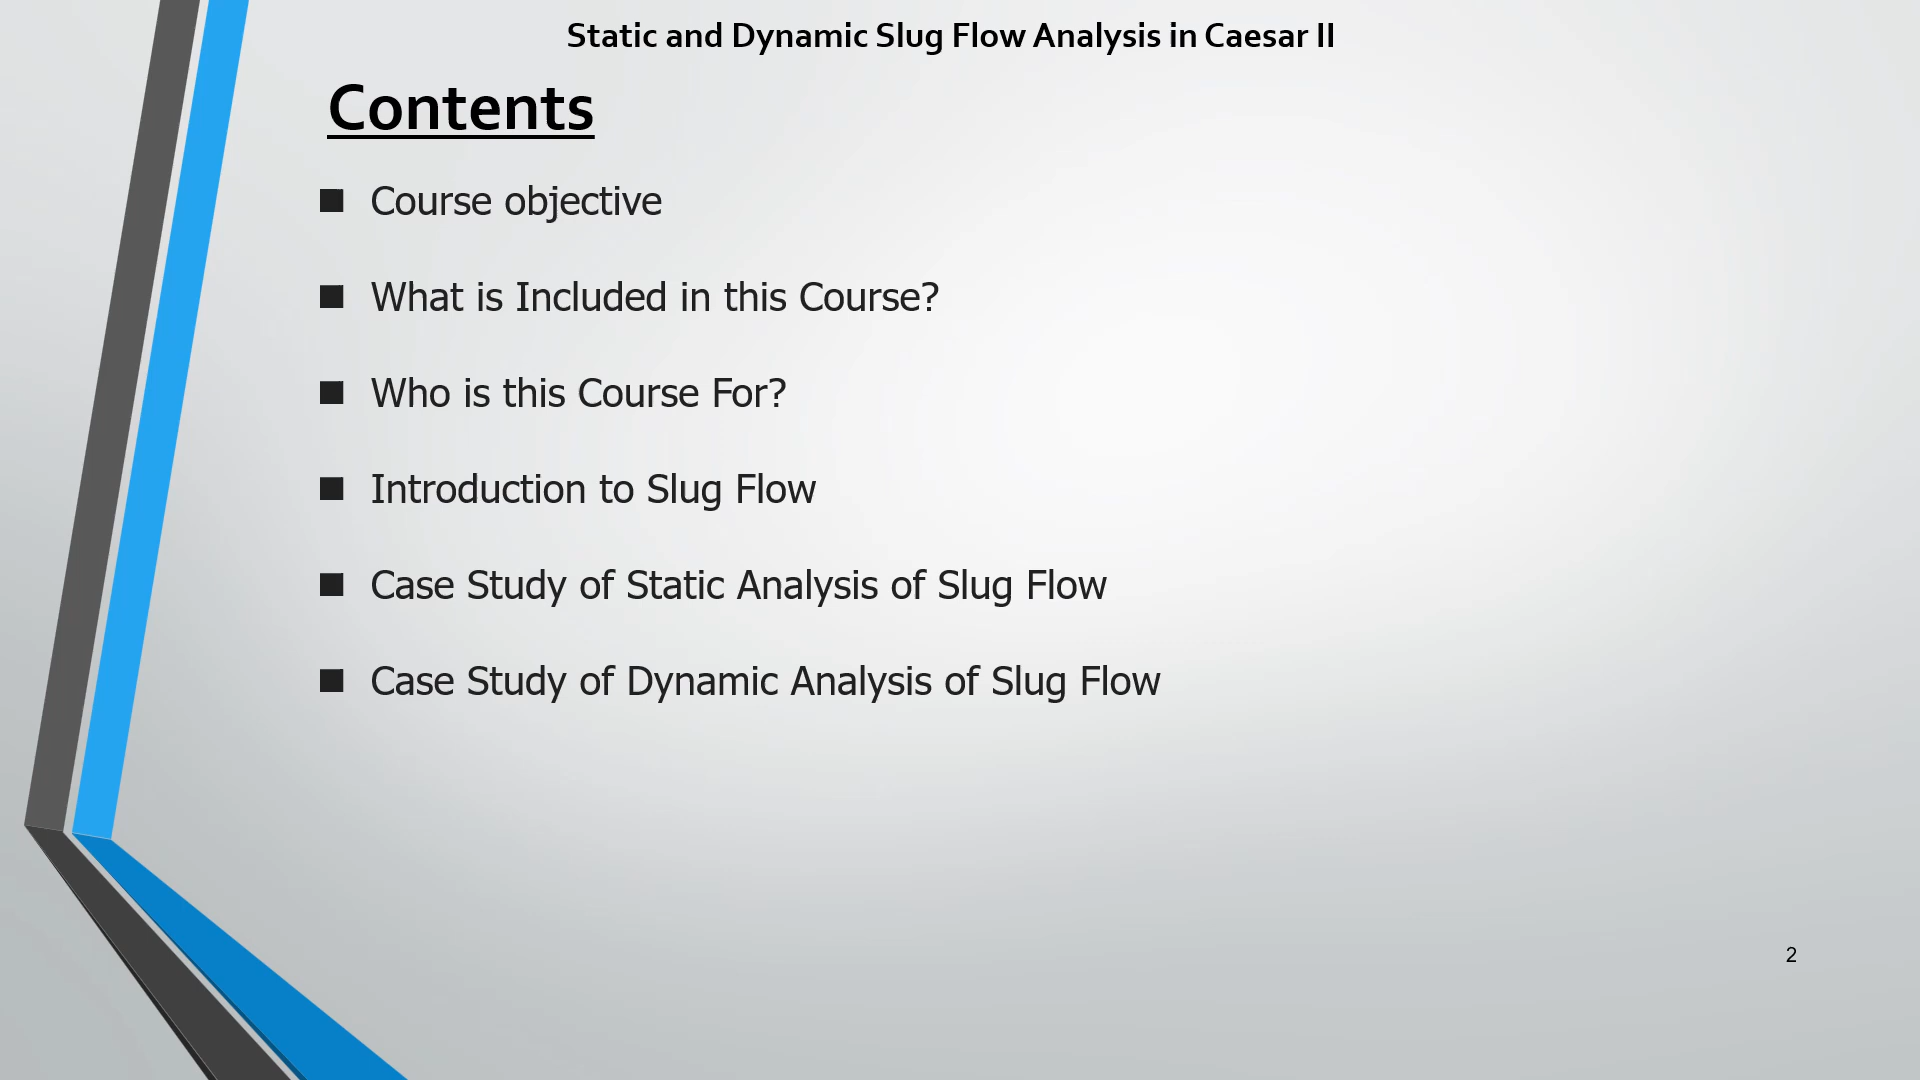 Static and Dynamic Slug Flow Analysis in Caesar II
Contents
Course objective
What is Included in this Course?
Who is this Course For?
Introduction to Slug Flow
Case Study of Static Analysis of Slug Flow
Case Study of Dynamic Analysis of Slug Flow
2